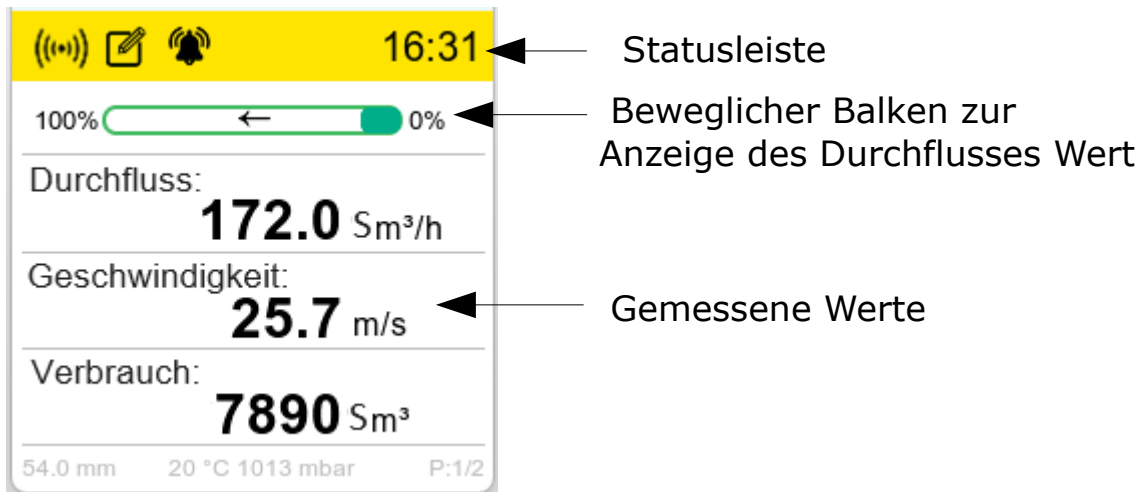 16:31
Statusleiste
100% ← 0%
Beweglicher Balken zur
Anzeige des Durchflusses Wert
Durchfluss:
172.0 Sm³/h
Geschwindigkeit:
25.7 m/s
Gemessene Werte
Verbrauch:
7890 Sm³
54.0 mm 20 °C 1013 mbar P:1/2